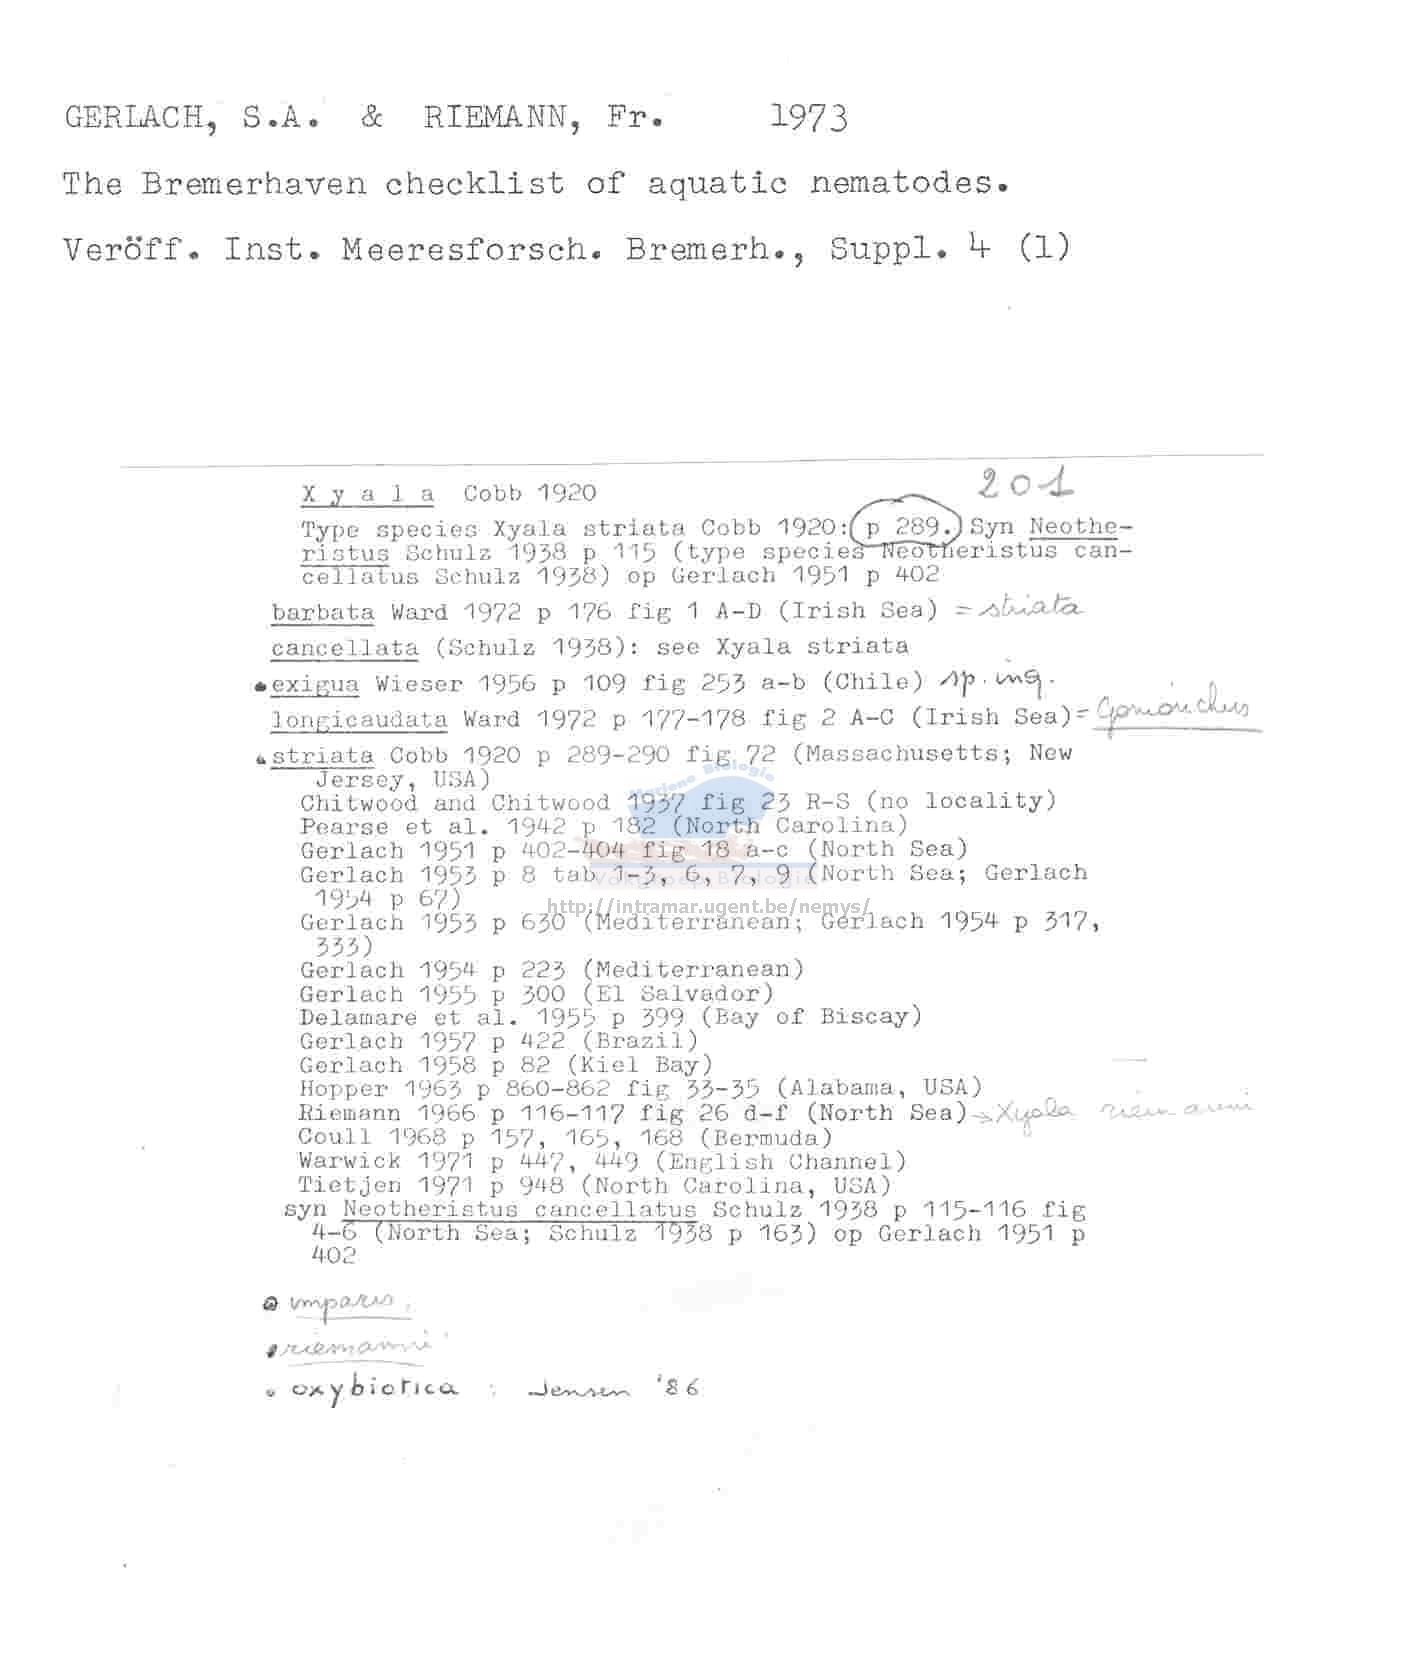 GERLACH, S.A. & RIEMANN, Fr. 1973
The Bremerhaven checklist of aquatic nematodes.
Veröff. Inst. Meeresforsch. Bremerh., Suppl. 4 (1)
201
Xyala Cobb 1920
Type species Xyala striata Cobb 1920: p 289. Syn Neothe-
ristus Schulz 1938 p 115 (type species Neotheristus can-
cellatus Schulz 1938) op Gerlach 1951 p 402
barbata Ward 1972 p 176 fig 1 A-D (Irish Sea) = striata
cancellata (Schulz 1938): see Xyala striata
exigua Wieser 1956 p 109 fig 253 a-b (Chile) sp. inq.
longicaudata Ward 1972 p 177-178 fig 2 A-C (Irish Sea) = Gonionchus
striata Cobb 1920 p 289-290 fig 72 (Massachusetts; New
Jersey, USA)
Chitwood and Chitwood 1937 fig 23 R-S (no locality)
Pearse et al. 1942 p 182 (North Carolina)
Gerlach 1951 p 402-404 fig 18 a-c (North Sea)
Gerlach 1953 p 8 tab 1-3, 6, 7, 9 (North Sea; Gerlach
1954 p 67)
Gerlach 1953 p 630 (Mediterranean; Gerlach 1954 p 317,
333)
Gerlach 1954 p 223 (Mediterranean)
Gerlach 1955 p 300 (El Salvador)
Delamare et al. 1955 p 399 (Bay of Biscay)
Gerlach 1957 p 422 (Brazil)
Gerlach 1958 p 82 (Kiel Bay)
Hopper 1963 p 860-862 fig 33-35 (Alabama, USA)
Riemann 1966 p 116-117 fig 26 d-f (North Sea) → Xyala riemanni
Coull 1968 p 157, 165, 168 (Bermuda)
Warwick 1971 p 447, 449 (English Channel)
Tietjen 1971 p 948 (North Carolina, USA)
syn Neotheristus cancellatus Schulz 1938 p 115-116 fig
4-6 (North Sea; Schulz 1938 p 163) op Gerlach 1951 p
402
imparis.
riemanni
oxybiotica : Jensen '86
Mariene Biologie
Vakgroep Biologie
http://intramar.ugent.be/nemys/